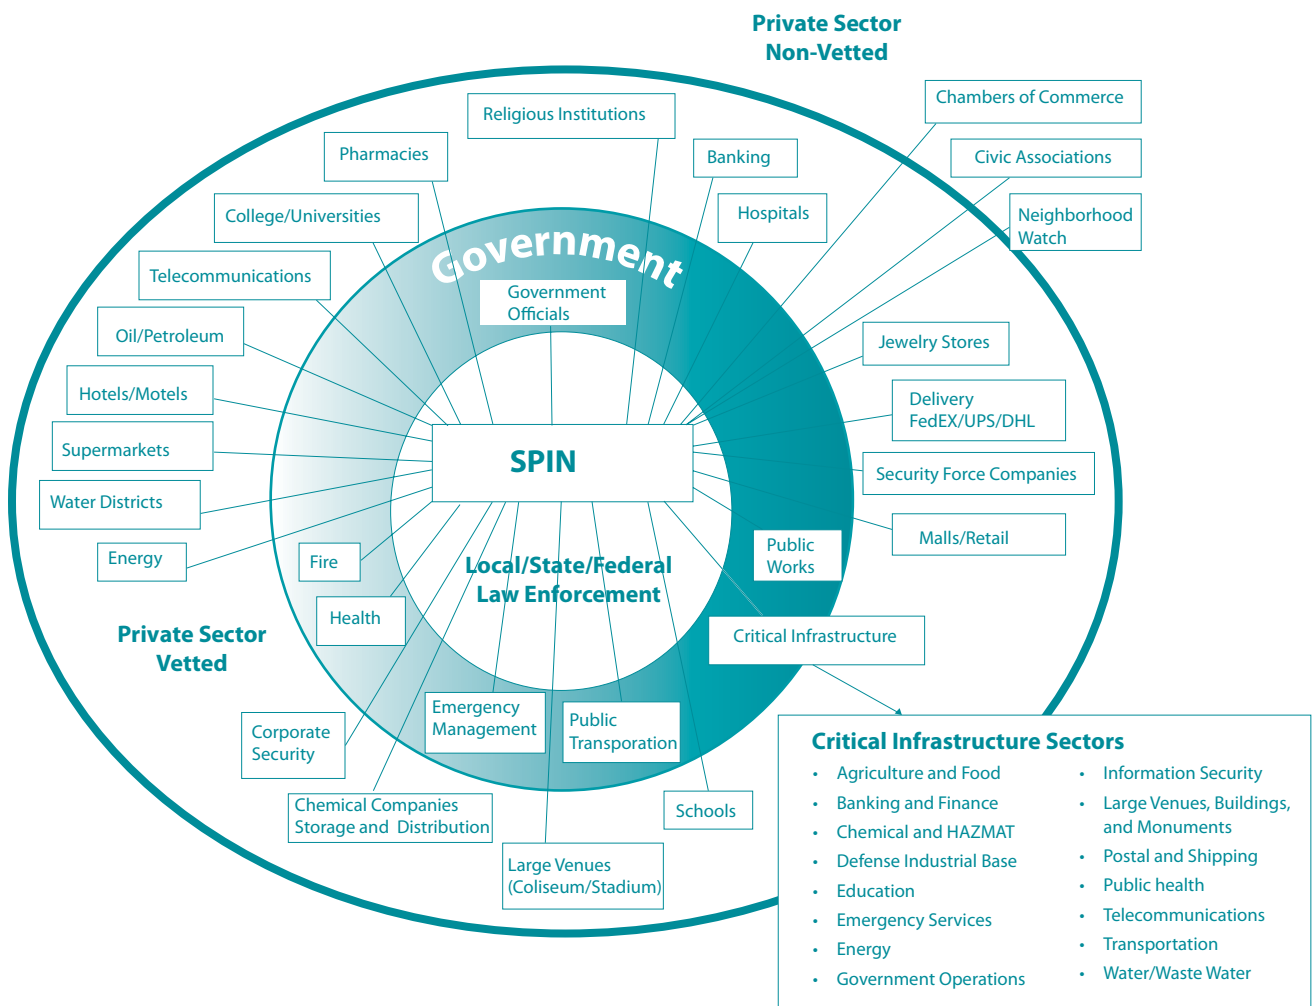 Private Sector
Non-Vetted
Chambers of Commerce
Religious Institutions
Pharmacies
Banking
Civic Associations
College/Universities
Hospitals
Neighborhood
Watch
Government
Telecommunications
Government
Officials
Oil/Petroleum
Jewelry Stores
Hotels/Motels
Delivery
FedEX/UPS/DHL
Supermarkets
SPIN
Security Force Companies
Water Districts
Malls/Retail
Energy
Fire
Local/State/Federal
Law Enforcement
Public
Works
Health
Private Sector
Vetted
Critical Infrastructure
Emergency
Management
Public
Transporation
Corporate
Security
Chemical Companies
Storage and Distribution
Schools
Large Venues
(Coliseum/Stadium)
Critical Infrastructure Sectors
• Agriculture and Food
• Banking and Finance
• Chemical and HAZMAT
• Defense Industrial Base
• Education
• Emergency Services
• Energy
• Government Operations
• Information Security
• Large Venues, Buildings,
and Monuments
• Postal and Shipping
• Public health
• Telecommunications
• Transportation
• Water/Waste Water